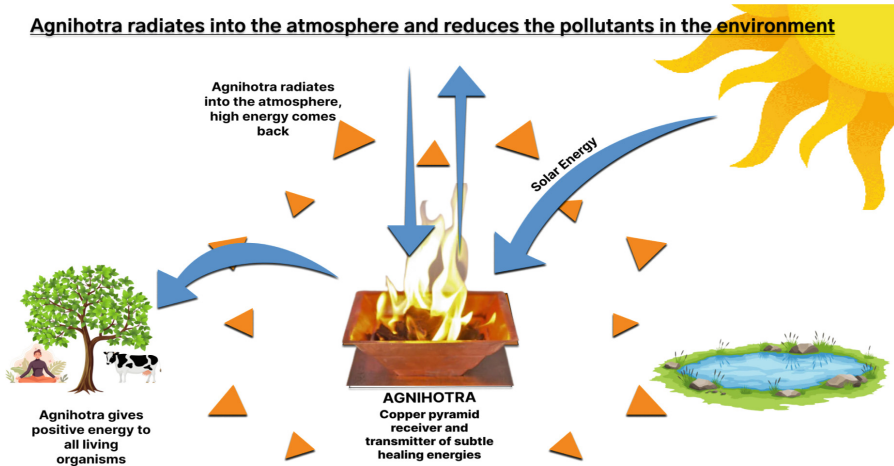 Agnihotra radiates into the atmosphere and reduces the pollutants in the environment
Agnihotra radiates
into the atmosphere,
high energy comes
back
Solar Energy
Agnihotra gives
positive energy to
all living
organisms
AGNIHOTRA
Copper pyramid
receiver and
transmitter of subtle
healing energies